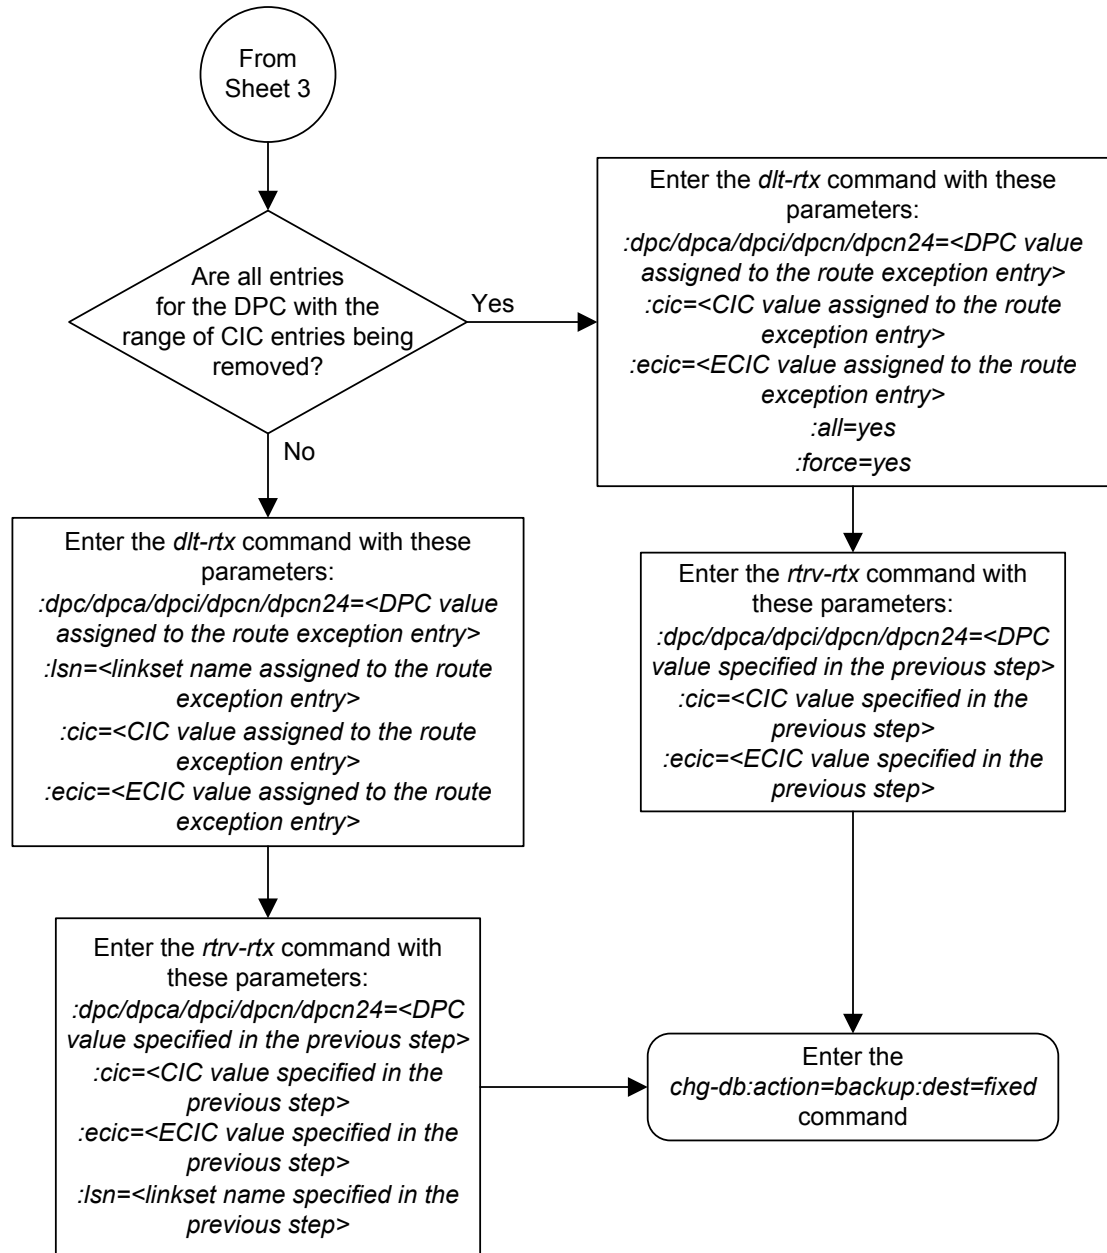 From
Sheet 3
Are all entries
for the DPC with the
range of CIC entries being
removed?
Yes
No
Enter the dlt-rtx command with these
parameters:
:dpc/dpca/dpci/dpcn/dpcn24=<DPC value
assigned to the route exception entry>
:cic=<CIC value assigned to the route
exception entry>
:ecic=<ECIC value assigned to the route
exception entry>
:all=yes
:force=yes
Enter the dlt-rtx command with these
parameters:
:dpc/dpca/dpci/dpcn/dpcn24=<DPC value
assigned to the route exception entry>
:lsn=<linkset name assigned to the route
exception entry>
:cic=<CIC value assigned to the route
exception entry>
:ecic=<ECIC value assigned to the route
exception entry>
Enter the rtrv-rtx command with
these parameters:
:dpc/dpca/dpci/dpcn/dpcn24=<DPC
value specified in the previous step>
:cic=<CIC value specified in the
previous step>
:ecic=<ECIC value specified in the
previous step>
Enter the rtrv-rtx command with
these parameters:
:dpc/dpca/dpci/dpcn/dpcn24=<DPC
value specified in the previous step>
:cic=<CIC value specified in the
previous step>
:ecic=<ECIC value specified in the
previous step>
:lsn=<linkset name specified in the
previous step>
Enter the
chg-db:action=backup:dest=fixed
command